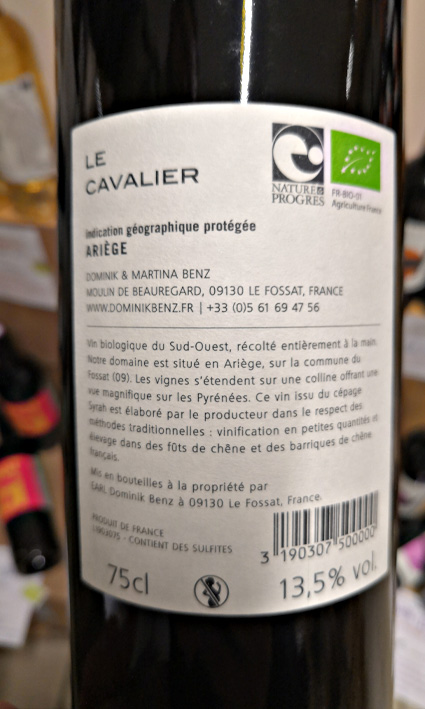 LE
CAVALIER
NATURE &
PROGRES
FR-BIO-01
Agriculture France
Indication géographique protégée
ARIÈGE
DOMINIK & MARTINA BENZ
MOULIN DE BEAUREGARD, 09130 LE FOSSAT, FRANCE
WWW.DOMINIKBENZ.FR | +33 (0)5 61 69 47 56
Vin biologique du Sud-Ouest, récolté entièrement à la main.
Notre domaine est situé en Ariège, sur la commune du
Fossat (09). Les vignes s'étendent sur une colline offrant une
vue magnifique sur les Pyrénées. Ce vin issu du cépage
Syrah est élaboré par le producteur dans le respect des
méthodes traditionnelles : vinification en petites quantités et
élevage dans des fûts de chêne et des barriques de chêne
français.
Mis en bouteilles à la propriété par
EARL Dominik Benz à 09130 Le Fossat, France.
PRODUIT DE FRANCE
- CONTIENT DES SULFITES
3 190307 500000
75cl
13,5% vol.